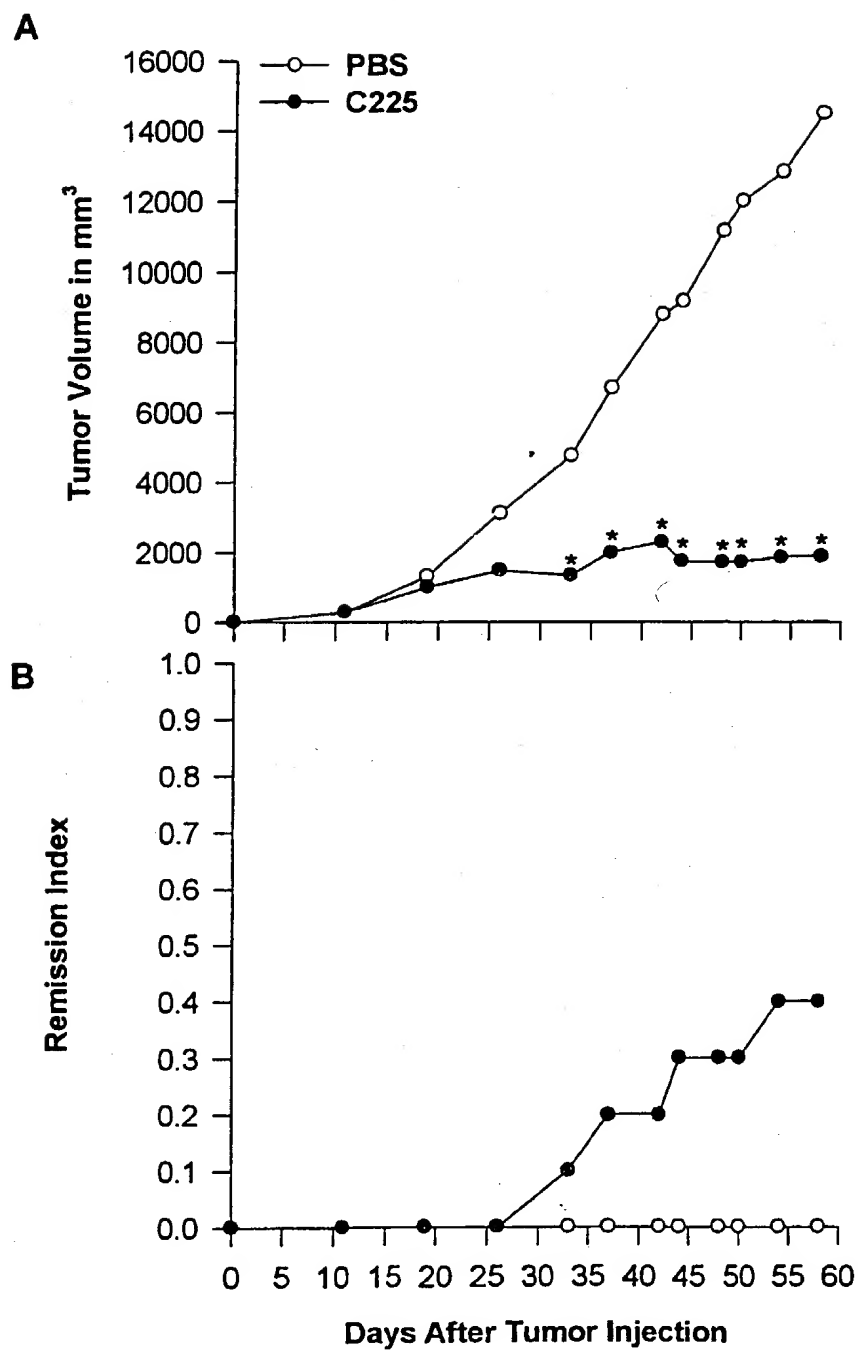 A
16000
14000
12000
10000
8000
6000
4000
2000
0
Tumor Volume in mm³
PBS
C225
* * * * * * * *
B
1.0
0.9
0.8
0.7
0.6
0.5
0.4
0.3
0.2
0.1
0.0
Remission Index
0 5 10 15 20 25 30 35 40 45 50 55 60
Days After Tumor Injection